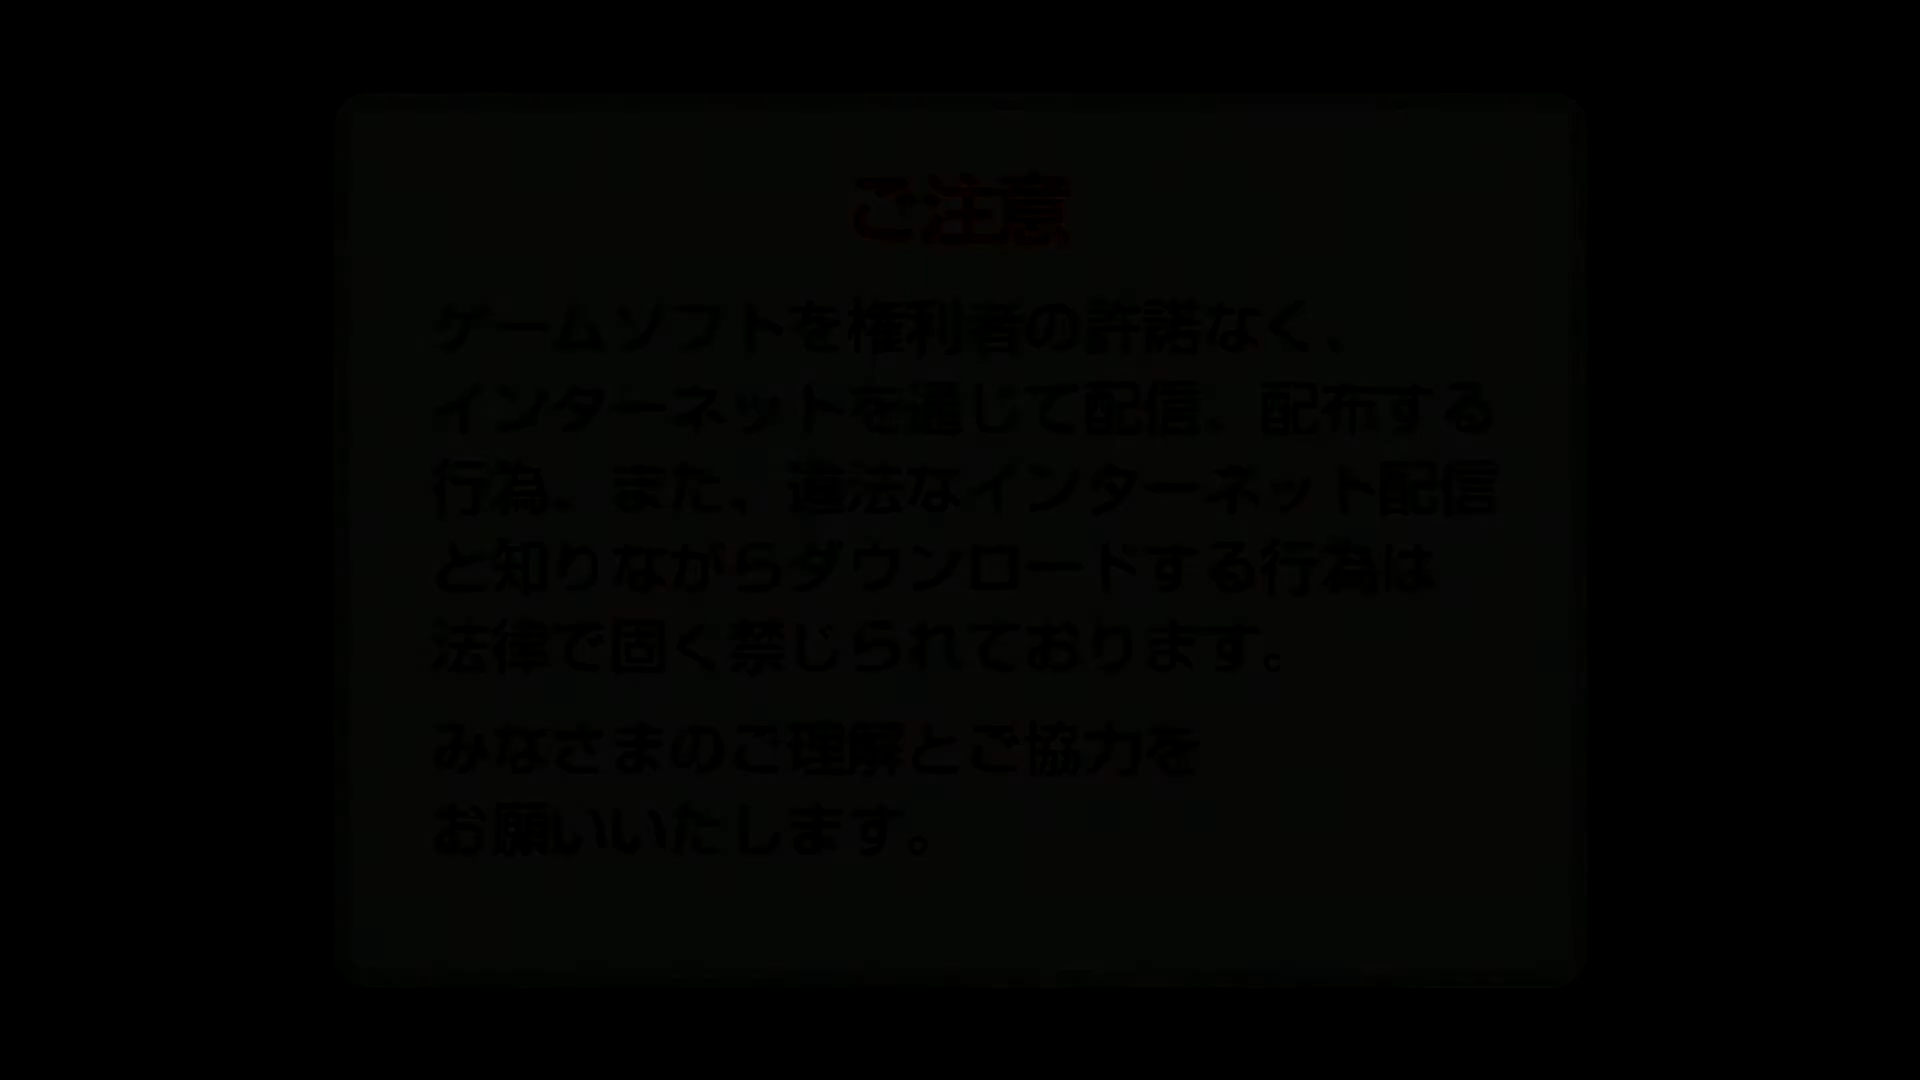 ご注意
ゲームソフトを権利者の許諾なく、
インターネットを通じて配信、配布する
行為、また、違法なインターネット配信
と知りながらダウンロードする行為は
法律で固く禁じられております。
みなさまのご理解とご協力を
お願いいたします。